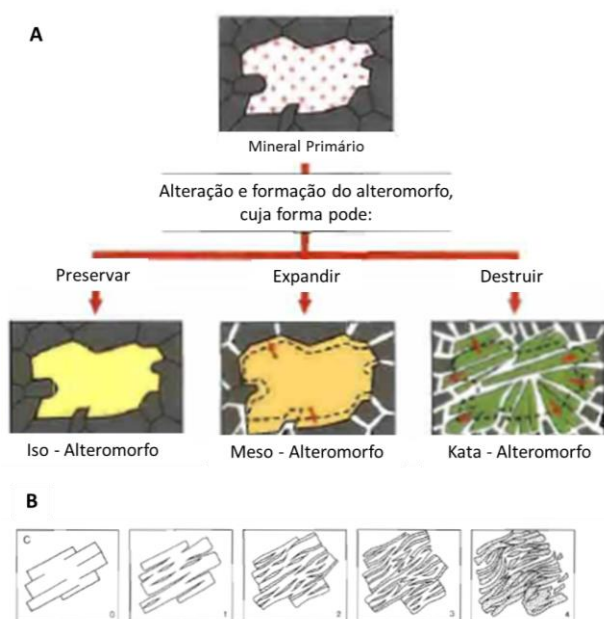 A
Mineral Primário
Alteração e formação do alteromorfo,
cuja forma pode:
Preservar Expandir Destruir
Iso - Alteromorfo Meso - Alteromorfo Kata - Alteromorfo
B
C
0 1 2 3 4